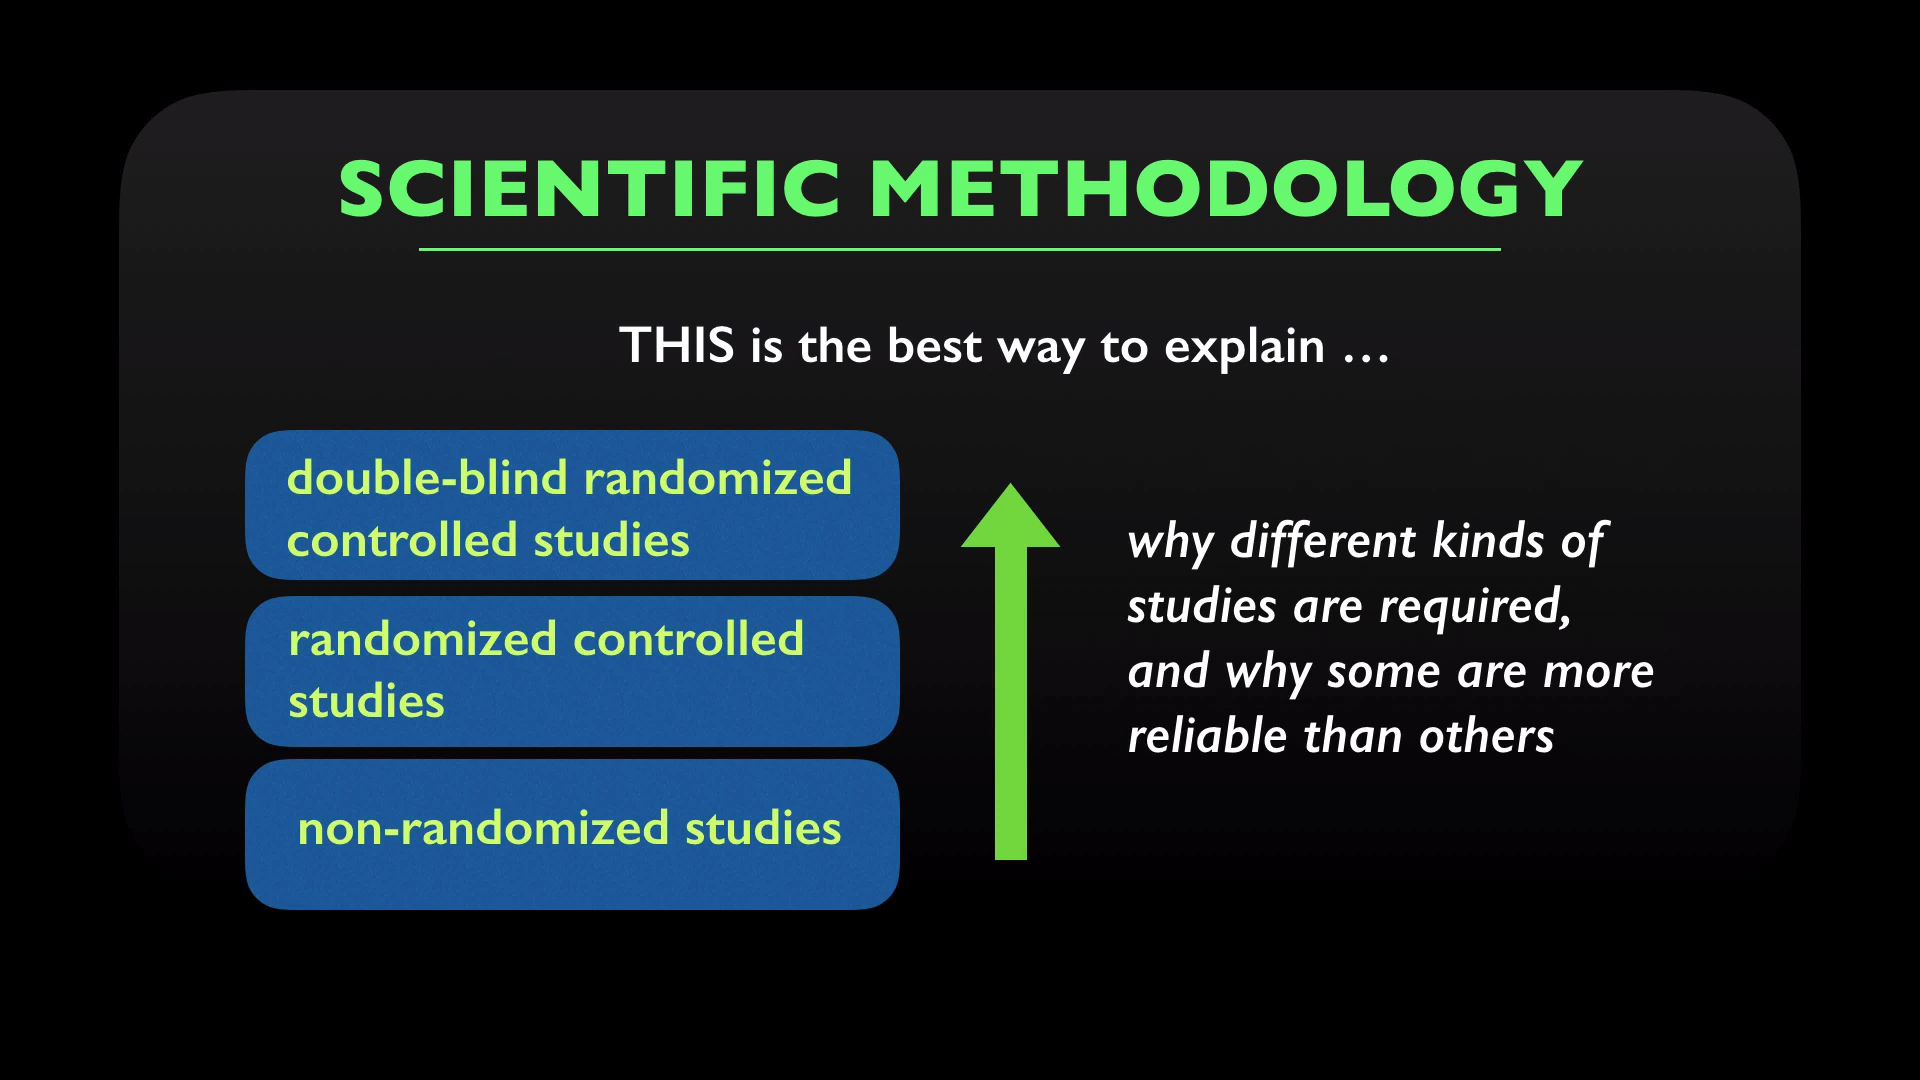 SCIENTIFIC METHODOLOGY
THIS is the best way to explain …
double-blind randomized
controlled studies
randomized controlled
studies
non-randomized studies
why different kinds of
studies are required,
and why some are more
reliable than others